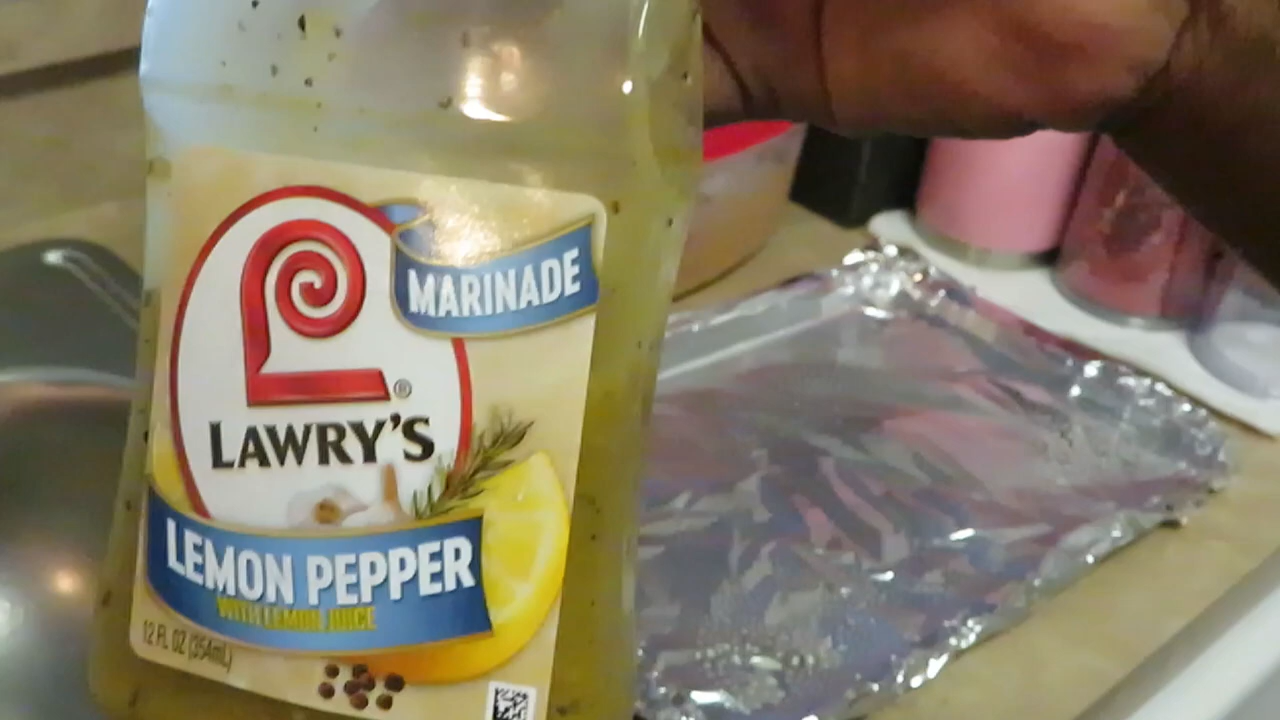 MARINADE
L®
LAWRY'S
LEMON PEPPER
WITH LEMON JUICE
12 FL OZ (354mL)